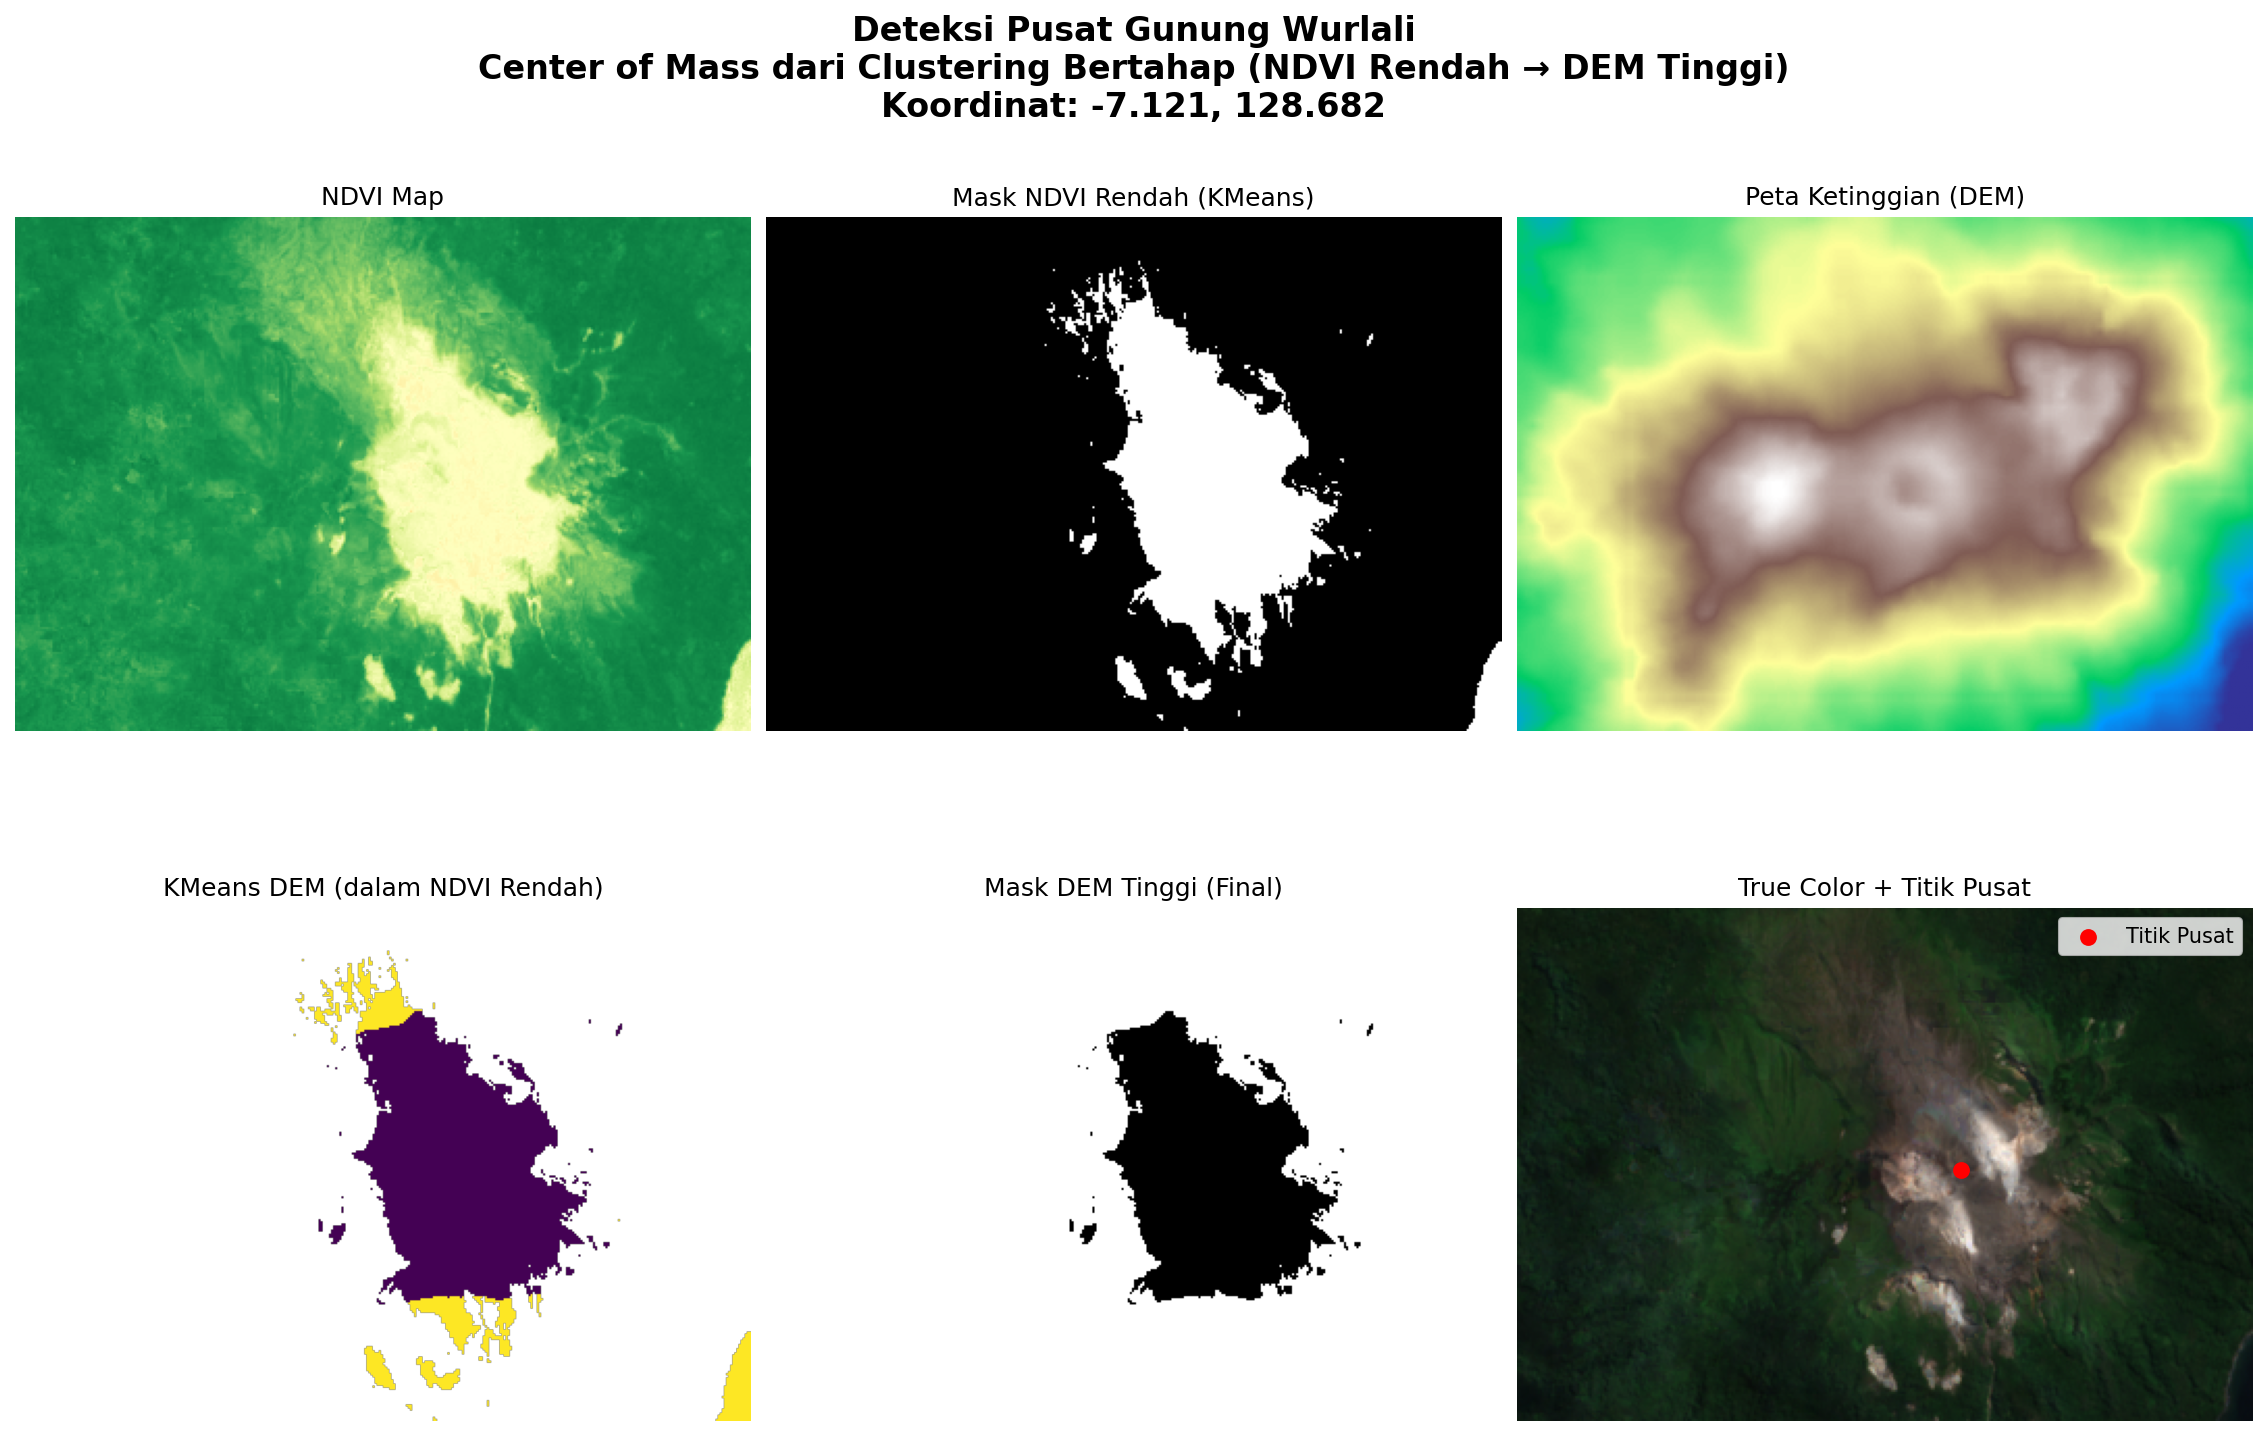 Deteksi Pusat Gunung Wurlali
Center of Mass dari Clustering Bertahap (NDVI Rendah → DEM Tinggi)
Koordinat: -7.121, 128.682
NDVI Map
Mask NDVI Rendah (KMeans)
Peta Ketinggian (DEM)
KMeans DEM (dalam NDVI Rendah)
Mask DEM Tinggi (Final)
True Color + Titik Pusat
Titik Pusat